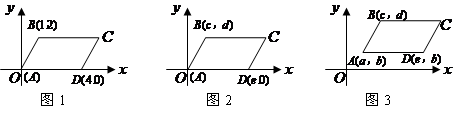 y
B(1 2)
C
O (A)
D(4 0)
x
图 1
y
B(c, d)
C
O (A)
D(e 0)
x
图 2
y
B(c, d)
C
A(a, b)
D(e, b)
O
x
图 3